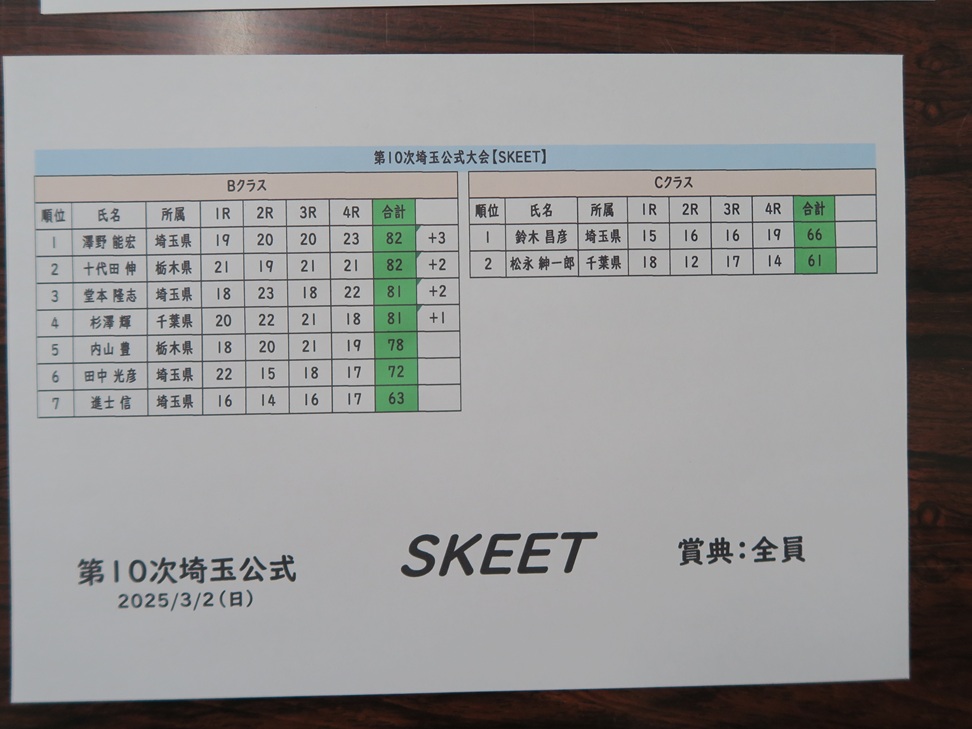 第10次埼玉公式大会【SKEET】
Bクラス
順位 氏名 所属 1R 2R 3R 4R 合計
1 澤野 能宏 埼玉県 19 20 20 23 82 +3
2 十代田 伸 栃木県 21 19 21 21 82 +2
3 堂本 隆志 埼玉県 18 23 18 22 81 +2
4 杉澤 輝 千葉県 20 22 21 18 81 +1
5 内山 豊 栃木県 18 20 21 19 78
6 田中 光彦 埼玉県 22 15 18 17 72
7 進士 信 埼玉県 16 14 16 17 63
Cクラス
順位 氏名 所属 1R 2R 3R 4R 合計
1 鈴木 昌彦 埼玉県 15 16 16 19 66
2 松永 紳一郎 千葉県 18 12 17 14 61
第10次埼玉公式
2025/3/2(日)
SKEET
賞典：全員